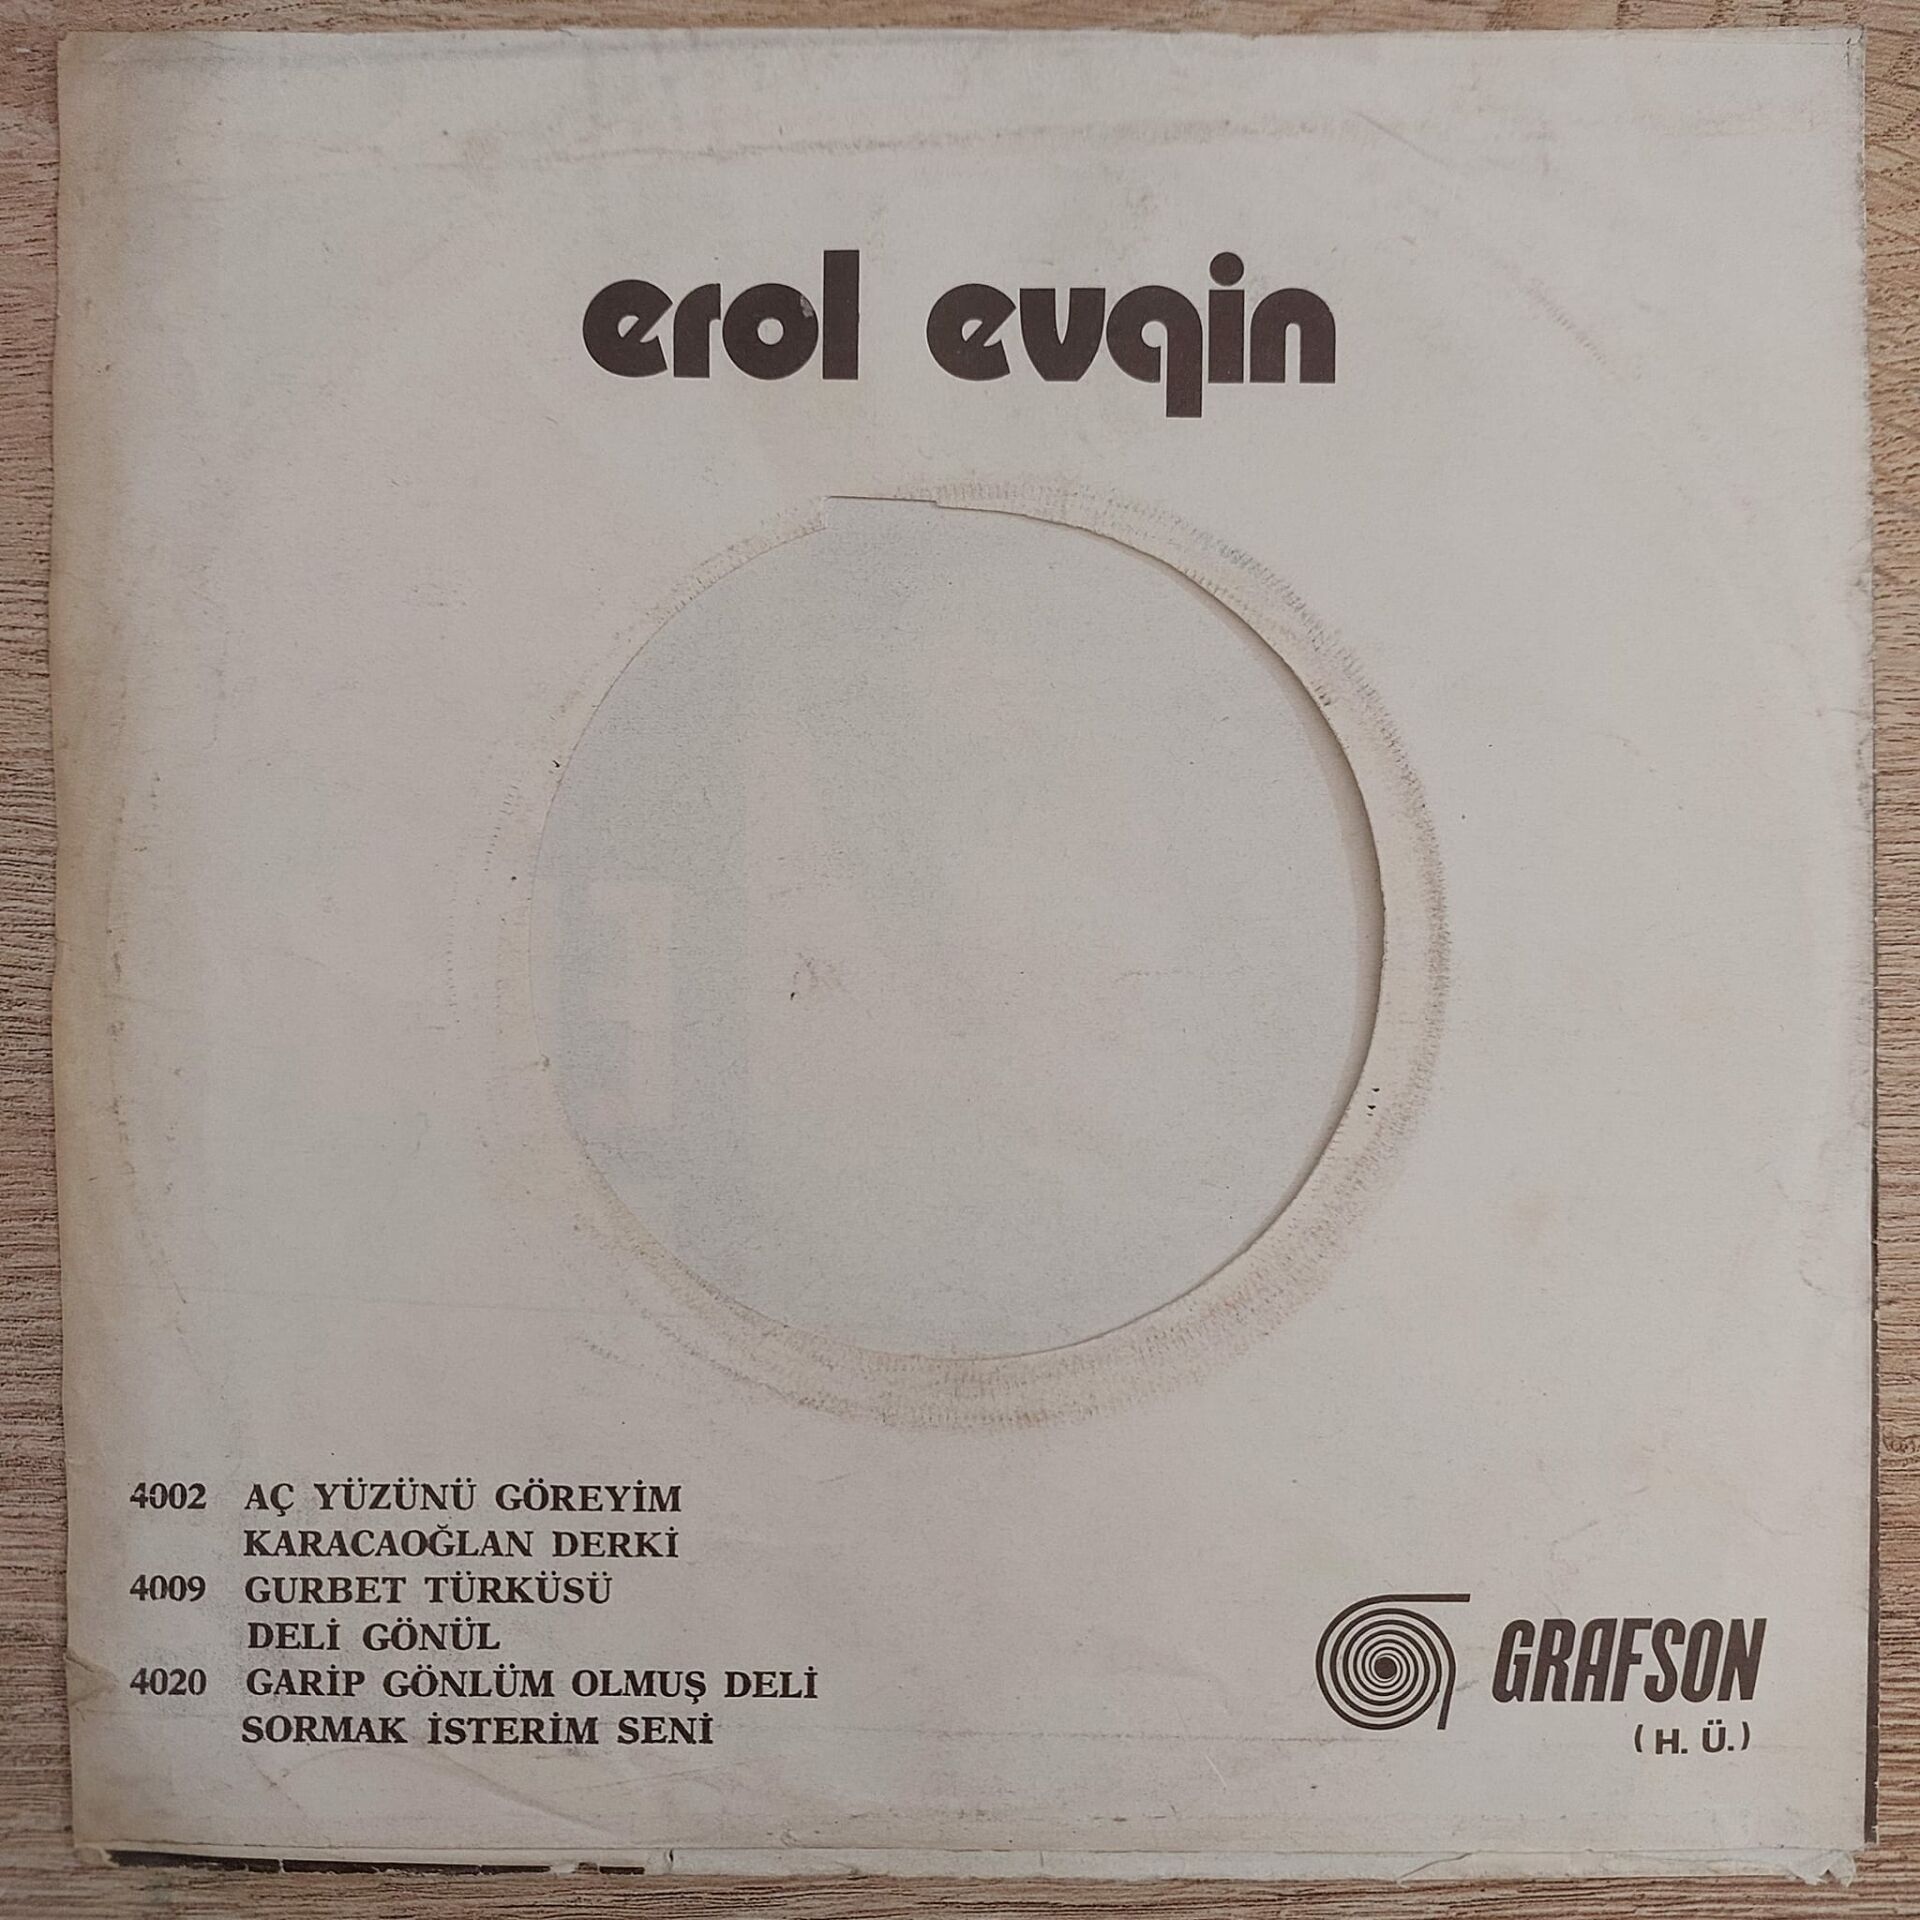 erol evgin
4002 AÇ YÜZÜNÜ GÖREYİM
KARACAOĞLAN DERKİ
4009 GURBET TÜRKÜSÜ
DELİ GÖNÜL
4020 GARİP GÖNLÜM OLMUŞ DELİ
SORMAK İSTERİM SENİ
GRAFSON
(H. Ü.)